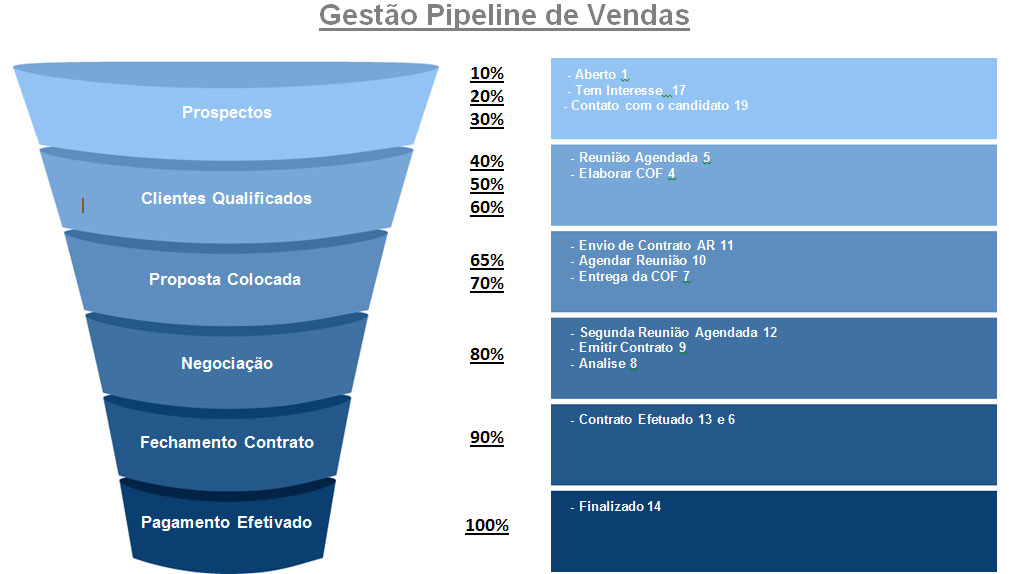 Gestão Pipeline de Vendas
Prospectos
10%
20%
30%
- Aberto 1
- Tem Interesse 17
- Contato com o candidato 19
Clientes Qualificados
40%
50%
60%
- Reunião Agendada 5
- Elaborar COF 4
Proposta Colocada
65%
70%
- Envio de Contrato AR 11
- Agendar Reunião 10
- Entrega da COF 7
Negociação
80%
- Segunda Reunião Agendada 12
- Emitir Contrato 9
- Analise 8
Fechamento Contrato
90%
- Contrato Efetuado 13 e 6
Pagamento Efetivado
100%
- Finalizado 14